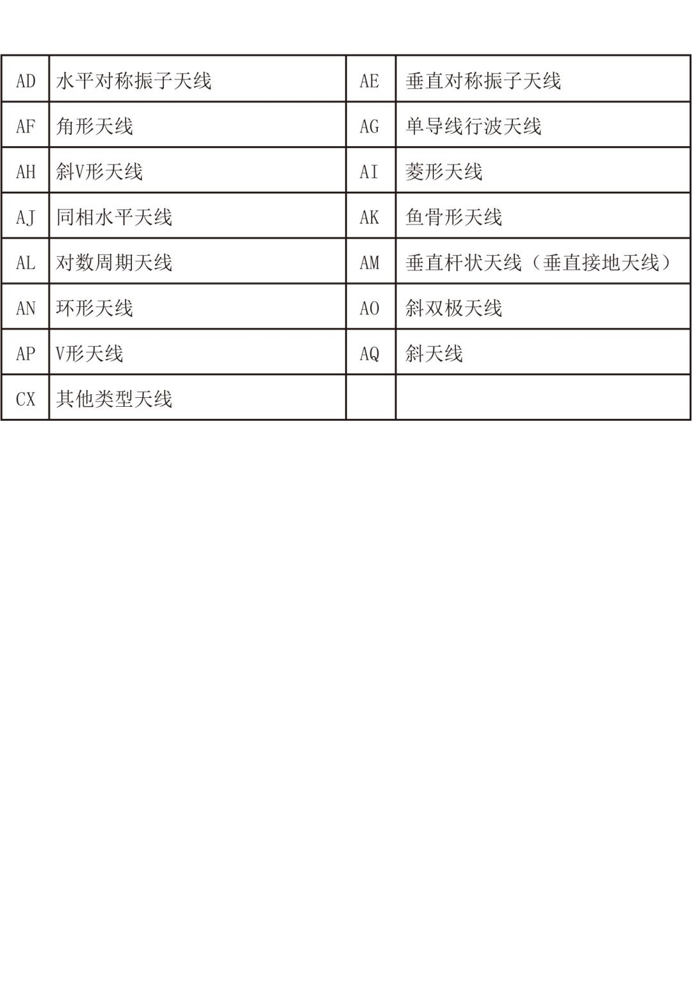 AD 水平对称振子天线 AE 垂直对称振子天线
AF 角形天线 AG 单导线行波天线
AH 斜V形天线 AI 菱形天线
AJ 同相水平天线 AK 鱼骨形天线
AL 对数周期天线 AM 垂直杆状天线（垂直接地天线）
AN 环形天线 AO 斜双极天线
AP V形天线 AQ 斜天线
CX 其他类型天线